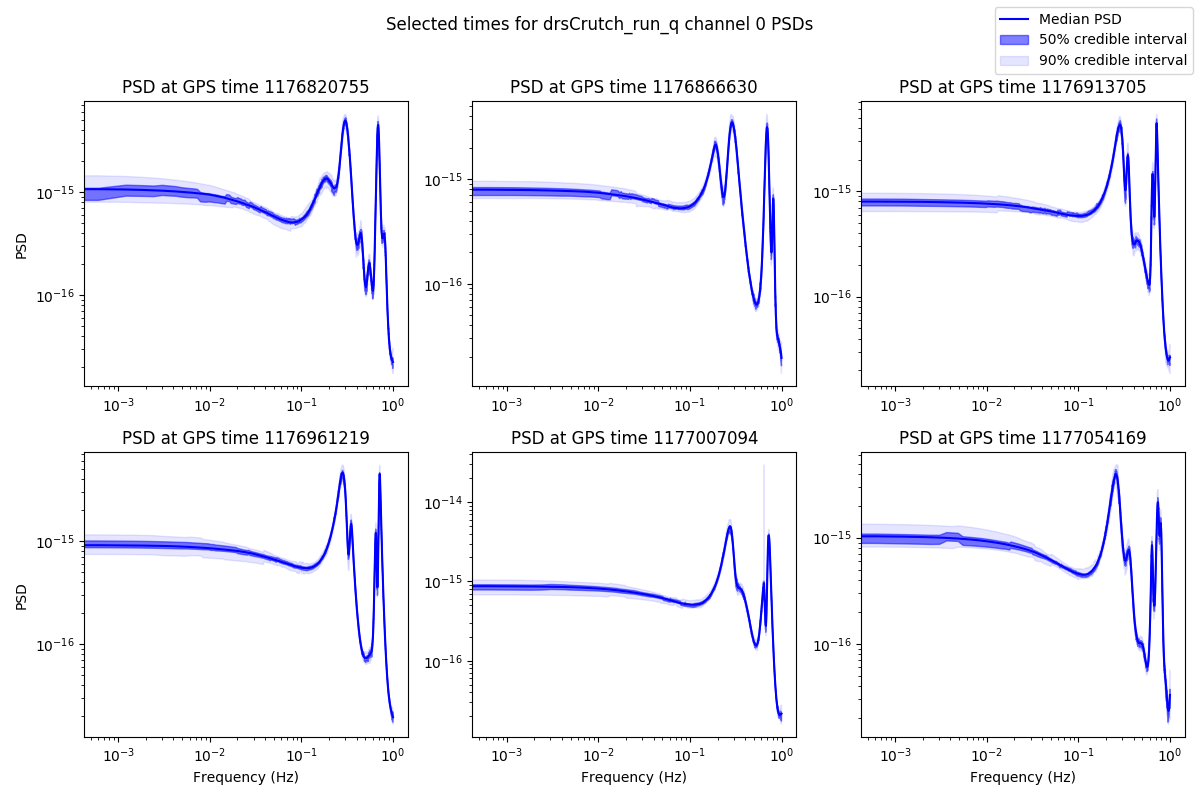 Selected times for drsCrutch_run_q channel 0 PSDs
Median PSD
50% credible interval
90% credible interval
PSD at GPS time 1176820755
PSD at GPS time 1176866630
PSD at GPS time 1176913705
PSD
10⁻¹⁵
10⁻¹⁶
10⁻³ 10⁻² 10⁻¹ 10⁰
10⁻¹⁵
10⁻¹⁶
10⁻³ 10⁻² 10⁻¹ 10⁰
10⁻¹⁵
10⁻¹⁶
10⁻³ 10⁻² 10⁻¹ 10⁰
PSD at GPS time 1176961219
PSD at GPS time 1177007094
PSD at GPS time 1177054169
PSD
10⁻¹⁵
10⁻¹⁶
10⁻³ 10⁻² 10⁻¹ 10⁰
Frequency (Hz)
10⁻¹⁴
10⁻¹⁵
10⁻¹⁶
10⁻³ 10⁻² 10⁻¹ 10⁰
Frequency (Hz)
10⁻¹⁵
10⁻¹⁶
10⁻³ 10⁻² 10⁻¹ 10⁰
Frequency (Hz)